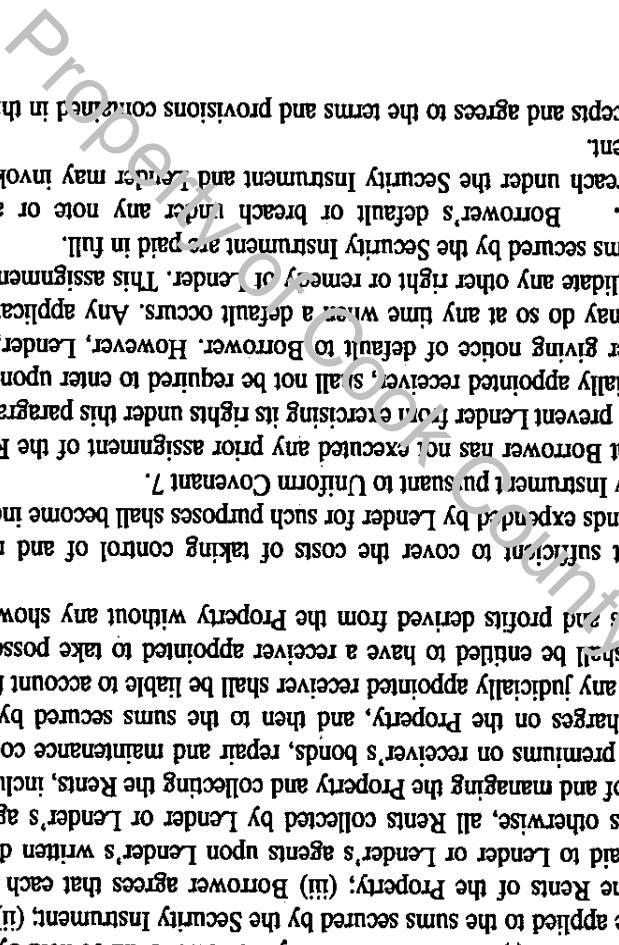 e applied to the sums secured by the Security Instrument; (ii)
he Rents of the Property; (iii) Borrower agrees that each
aid to Lender or Lender's agents upon Lender's written d
s otherwise, all Rents collected by Lender or Lender's ag
of and managing the Property and collecting the Rents, inclu
premiums on receiver's bonds, repair and maintenance co
charges on the Property, and then to the sums secured by
any judicially appointed receiver shall be liable to account f
shall be entitled to have a receiver appointed to take posse
s and profits derived from the Property without any show
t sufficient to cover the costs of taking control of and
nds expended by Lender for such purposes shall become in
y Instrument pursuant to Uniform Covenant 7.
t Borrower has not executed any prior assignment of the R
prevent Lender from exercising its rights under this paragra
ially appointed receiver, shall not be required to enter upon
r giving notice of default to Borrower. However, Lender,
may do so at any time when a default occurs. Any applica
lidate any other right or remedy of Lender. This assignmen
ms secured by the Security Instrument are paid in full.
. Borrower's default or breach under any note or a
reach under the Security Instrument and Lender may invok
ent.
cepts and agrees to the terms and provisions contained in th
Property of Cook County